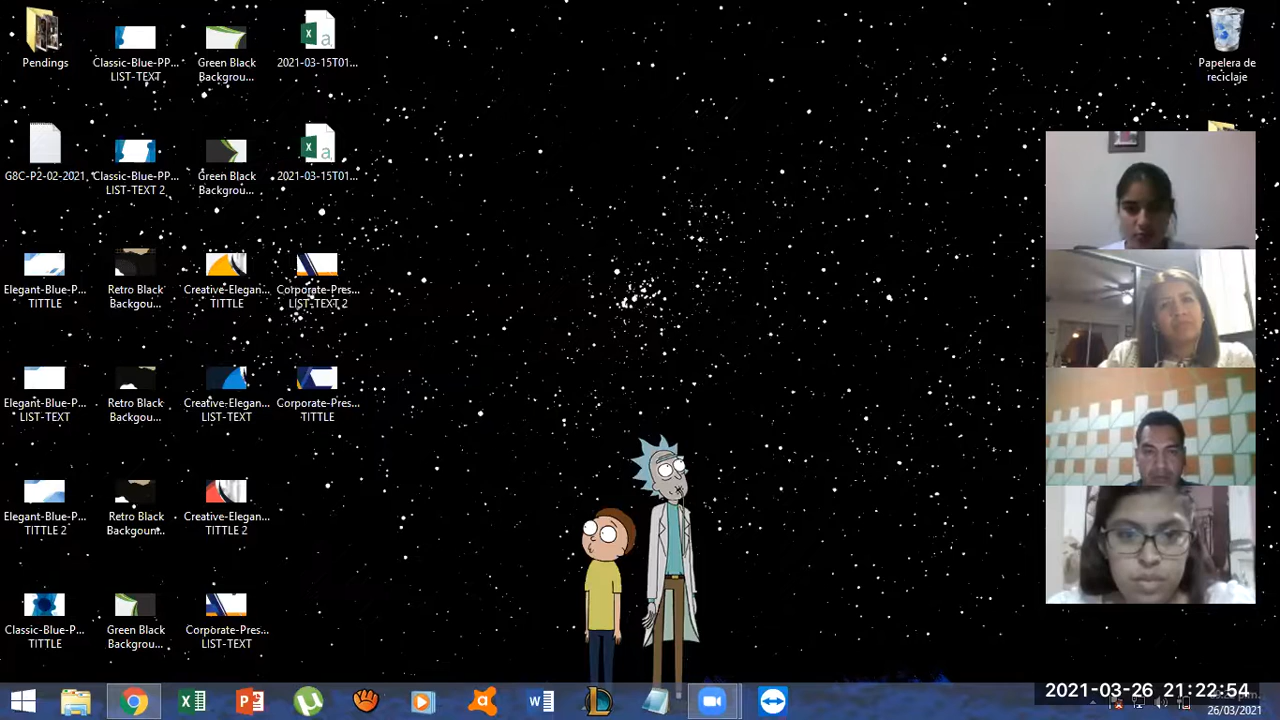 Pendings
Classic-Blue-PP...
LIST-TEXT
Green Black
Backgrou...
2021-03-15T01...
Papelera de
reciclaje
G8C-P2-02-2021
Classic-Blue-PP...
LIST-TEXT 2
Green Black
Backgrou...
2021-03-15T01...
Elegant-Blue-P...
TITTLE
Retro Black
Backgou...
Creative-Elegan...
TITTLE
Corporate-Pres...
LIST-TEXT 2
Elegant-Blue-P...
LIST-TEXT
Retro Black
Backgou...
Creative-Elegan...
LIST-TEXT
Corporate-Pres...
TITTLE
Elegant-Blue-P...
TITTLE 2
Retro Black
Backgoun...
Creative-Elegan...
TITTLE 2
Classic-Blue-P...
TITTLE
Green Black
Backgrou...
Corporate-Pres...
LIST-TEXT
2021-03-26 21:22:54
26/03/2021